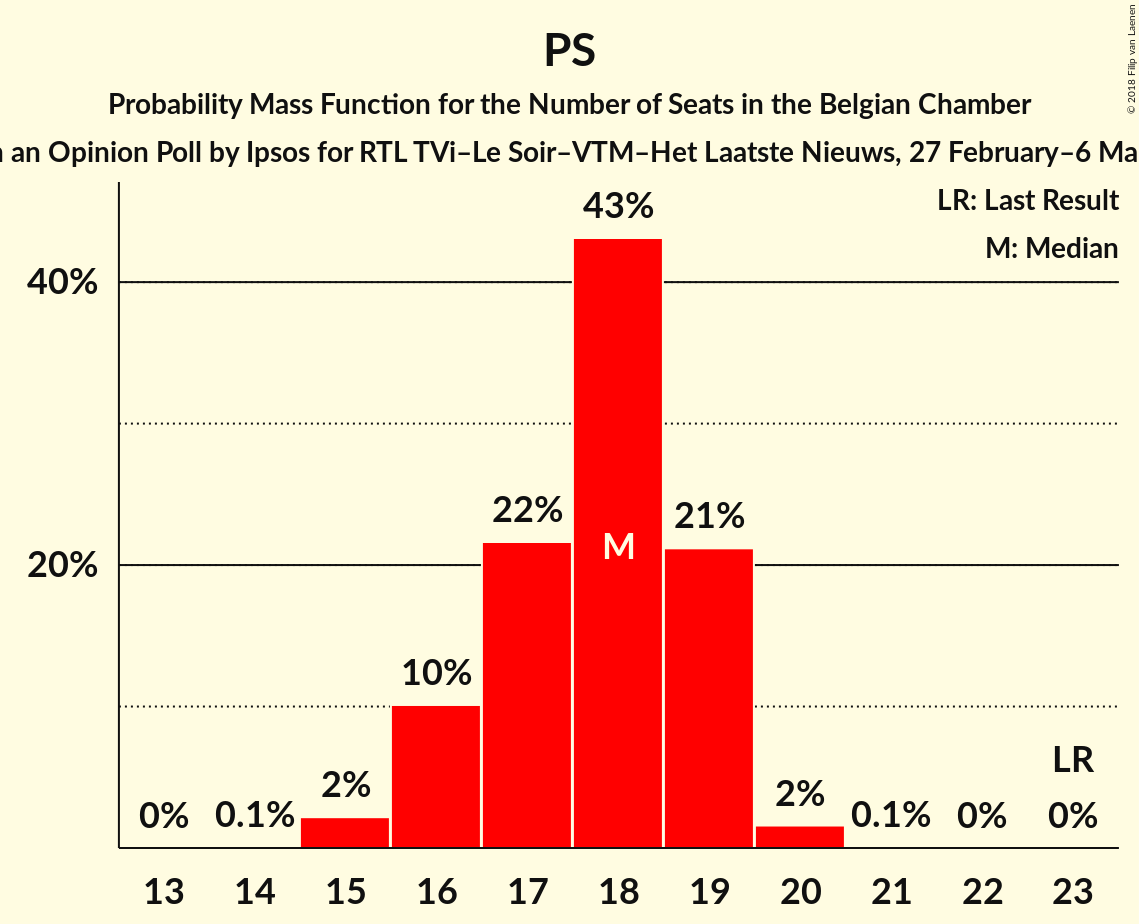 PS
Probability Mass Function for the Number of Seats in the Belgian Chamber
an Opinion Poll by Ipsos for RTL TVi–Le Soir–VTM–Het Laatste Nieuws, 27 February–6 Ma
© 2018 Filip van Laenen
LR: Last Result
M: Median
43%
40%
22%
21%
M
20%
10%
LR
2%
2%
0%
0.1%
0.1%
0%
0%
13 14 15 16 17 18 19 20 21 22 23